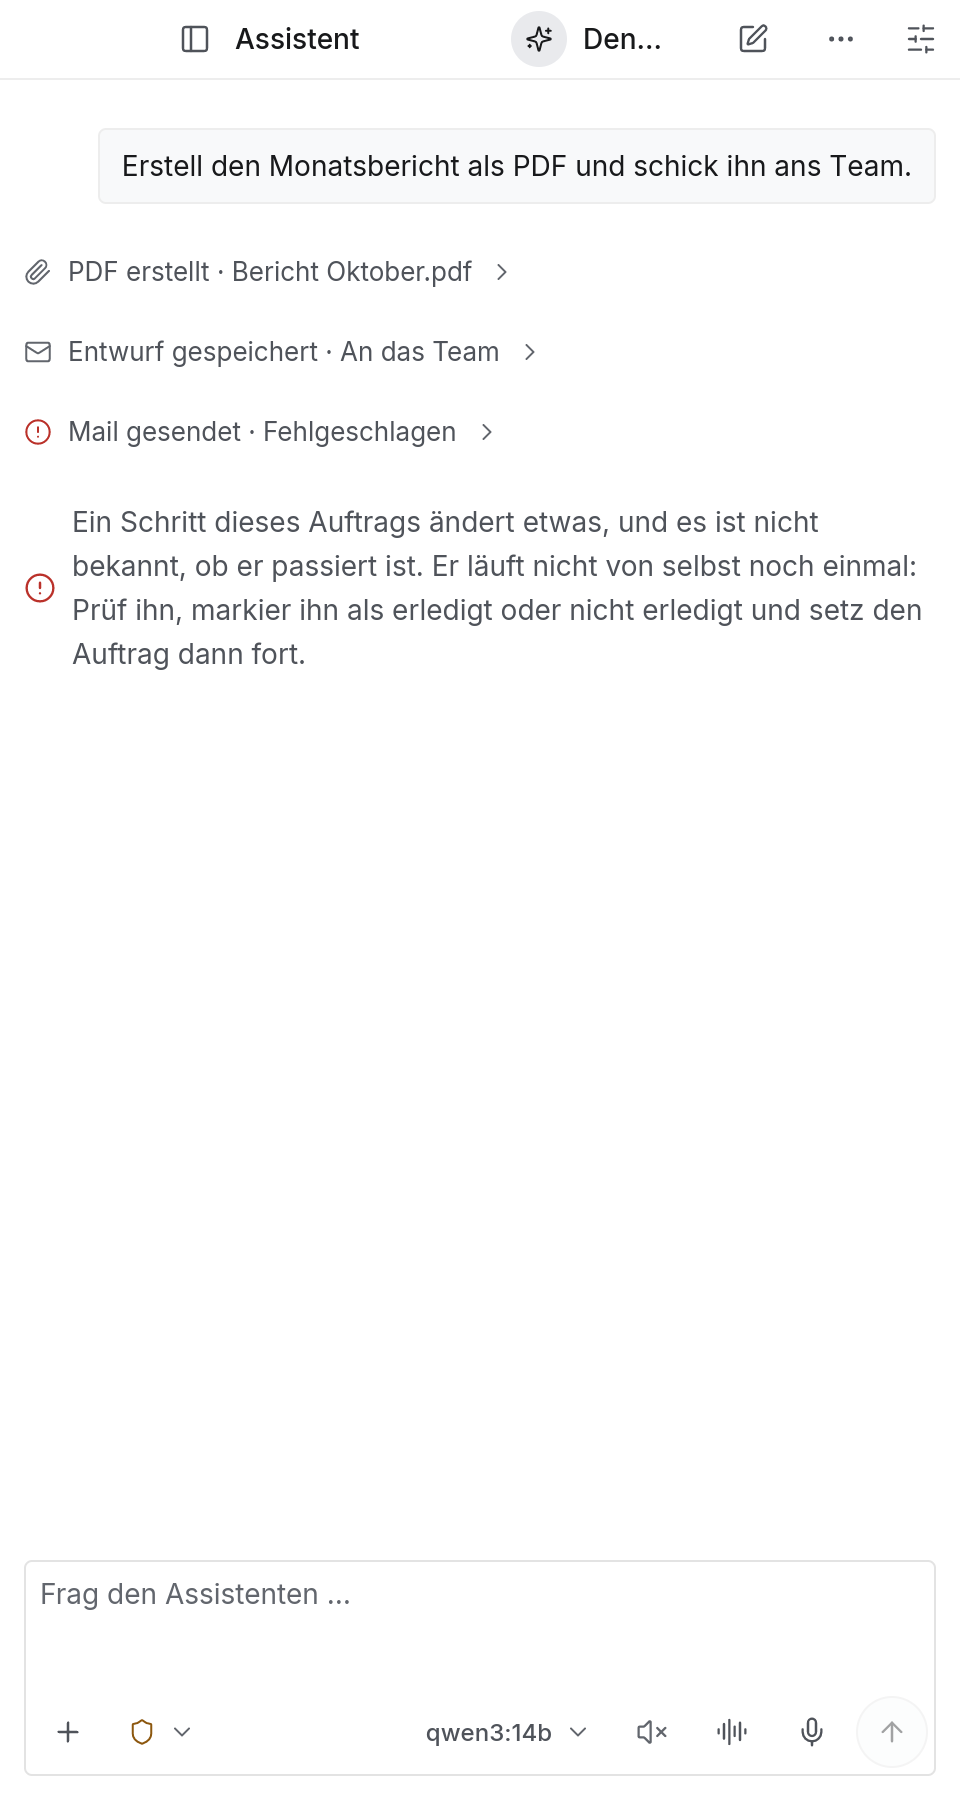 Assistent
Den...
Erstell den Monatsbericht als PDF und schick ihn ans Team.
PDF erstellt · Bericht Oktober.pdf
Entwurf gespeichert · An das Team
Mail gesendet · Fehlgeschlagen
Ein Schritt dieses Auftrags ändert etwas, und es ist nicht
bekannt, ob er passiert ist. Er läuft nicht von selbst noch einmal:
Prüf ihn, markier ihn als erledigt oder nicht erledigt und setz den
Auftrag dann fort.
Frag den Assistenten ...
qwen3:14b